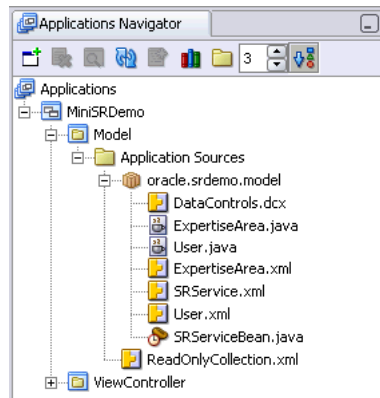 Applications Navigator
3
Applications
MiniSRDemo
Model
Application Sources
oracle.srdemo.model
DataControls.dcx
ExpertiseArea.java
User.java
ExpertiseArea.xml
SRService.xml
User.xml
SRServiceBean.java
ReadOnlyCollection.xml
ViewController